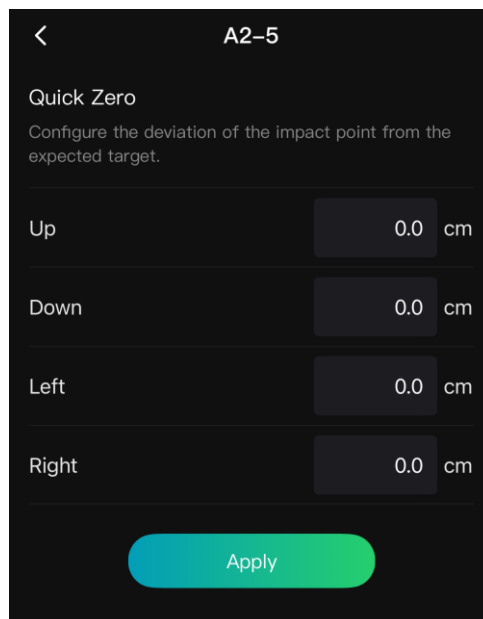 A2–5
Quick Zero
Configure the deviation of the impact point from the
expected target.
Up 0.0 cm
Down 0.0 cm
Left 0.0 cm
Right 0.0 cm
Apply